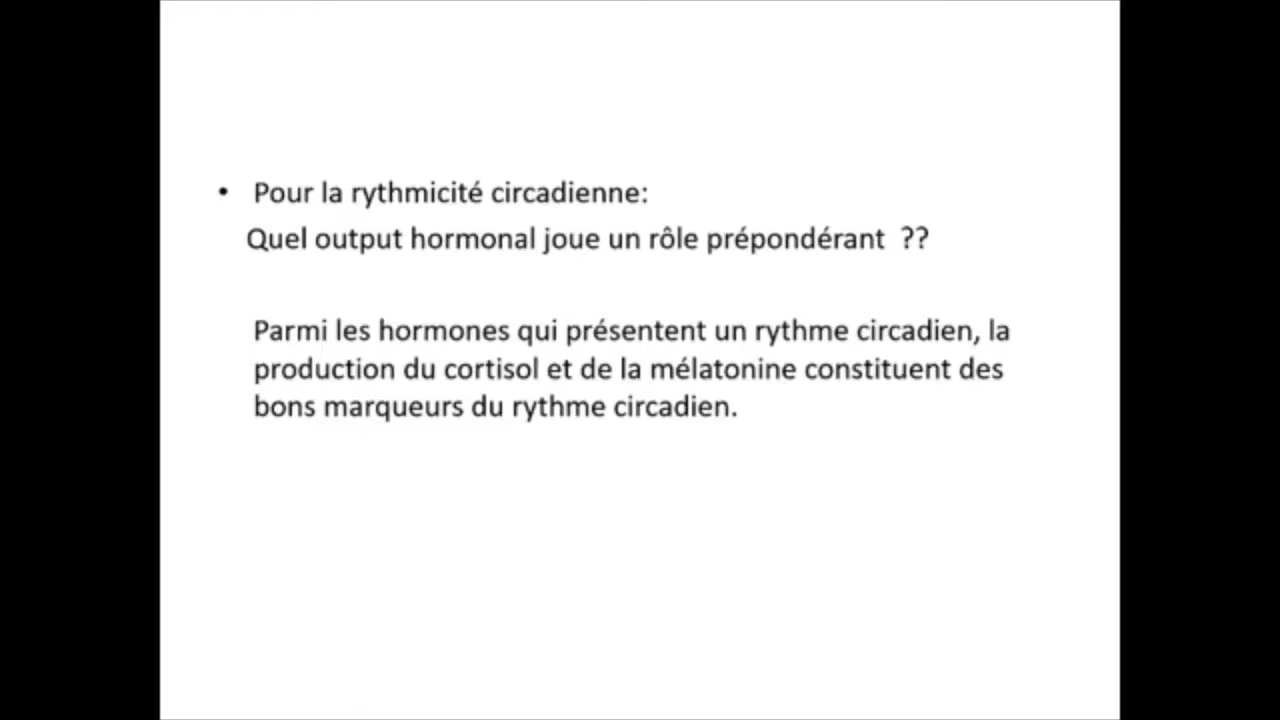 • Pour la rythmicité circadienne:
Quel output hormonal joue un rôle prépondérant ??
Parmi les hormones qui présentent un rythme circadien, la
production du cortisol et de la mélatonine constituent des
bons marqueurs du rythme circadien.